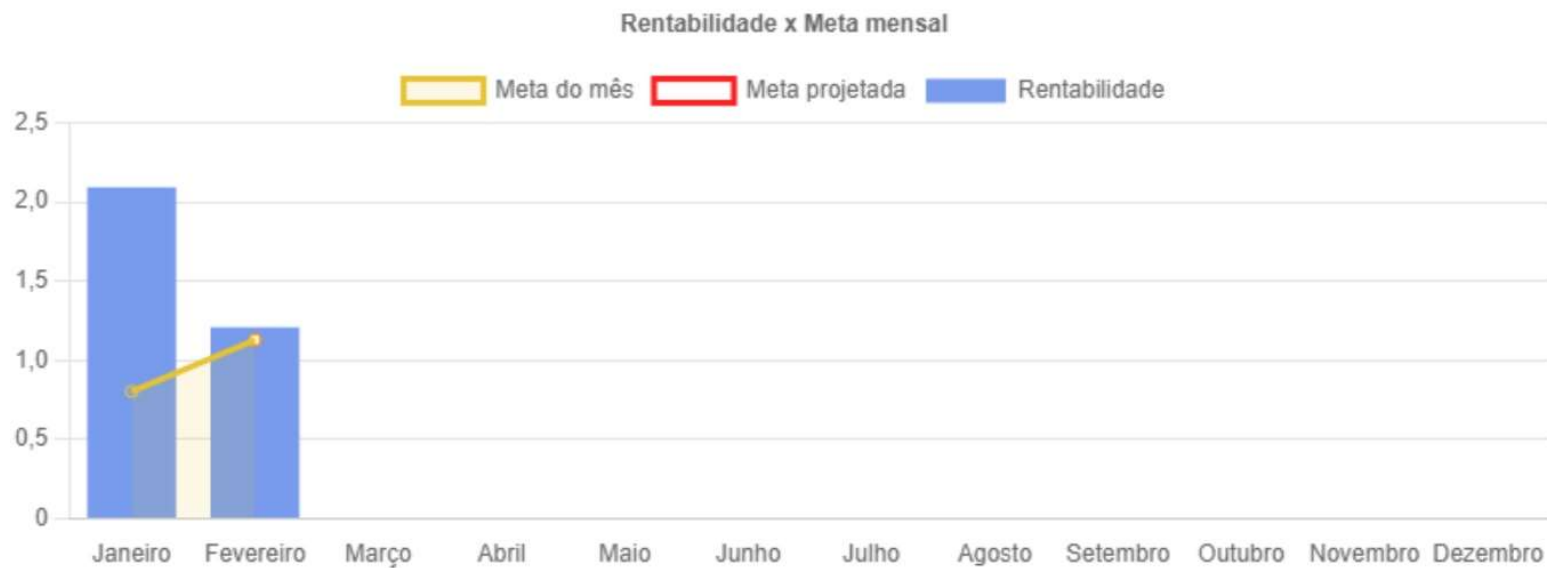 Rentabilidade x Meta mensal
Meta do mês Meta projetada Rentabilidade
2,5
2,0
1,5
1,0
0,5
0
Janeiro Fevereiro Março Abril Maio Junho Julho Agosto Setembro Outubro Novembro Dezembro